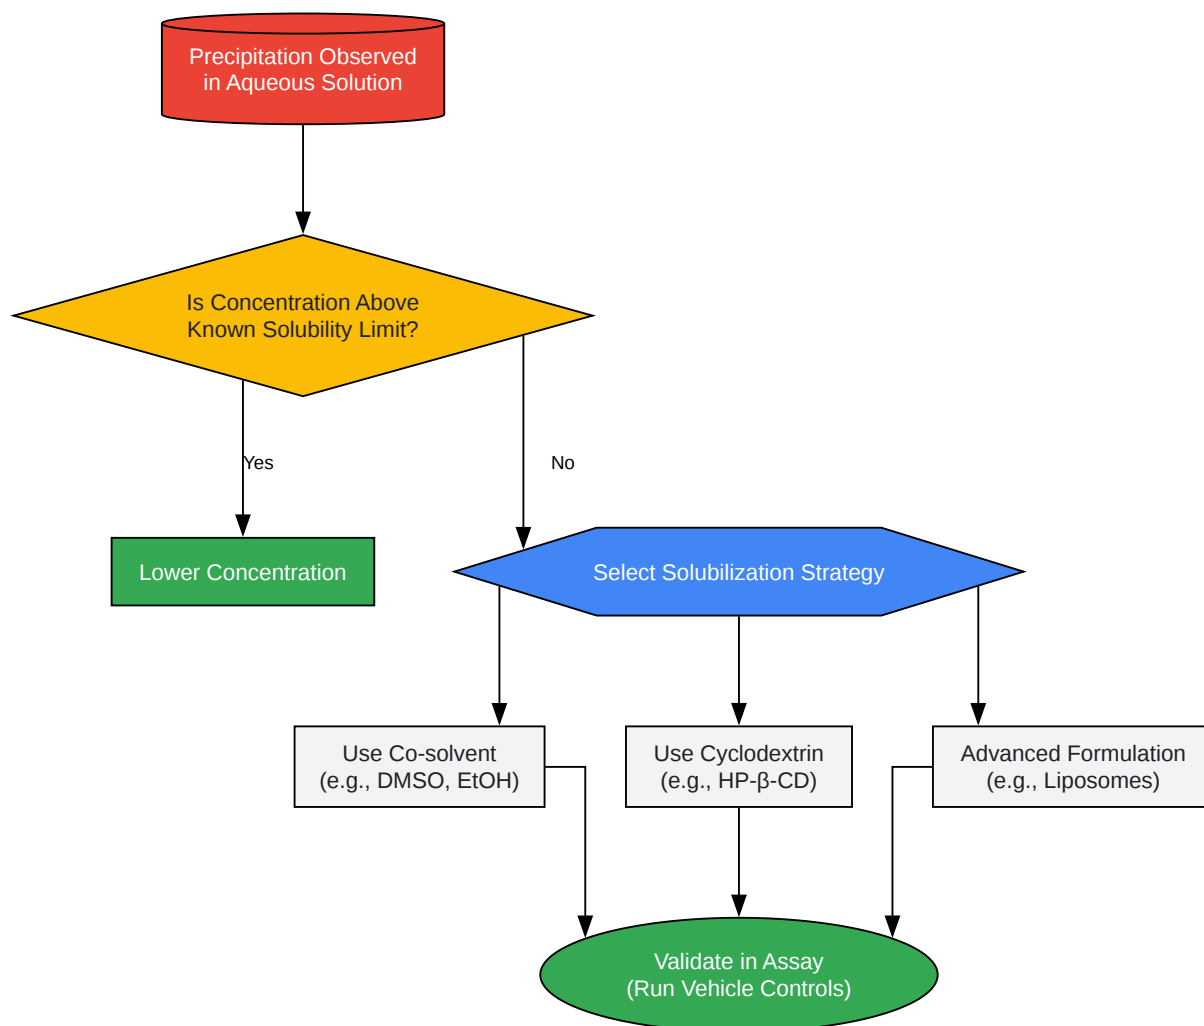 Precipitation Observed
in Aqueous Solution
Is Concentration Above
Known Solubility Limit?
Yes
No
Lower Concentration
Select Solubilization Strategy
Use Co-solvent
(e.g., DMSO, EtOH)
Use Cyclodextrin
(e.g., HP-β-CD)
Advanced Formulation
(e.g., Liposomes)
Validate in Assay
(Run Vehicle Controls)